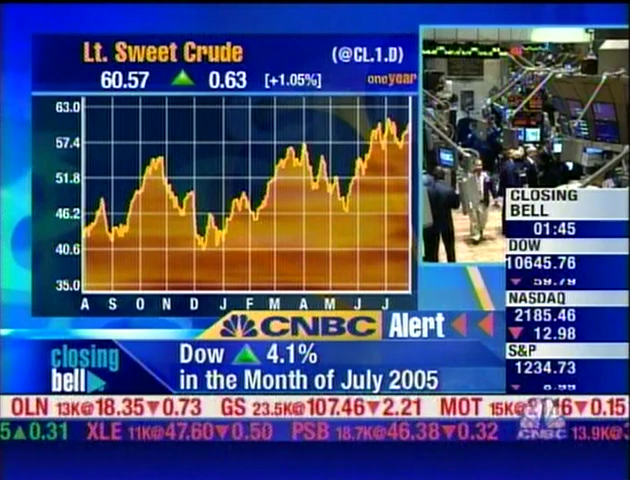 Lt. Sweet Crude (@CL.1.D)
60.57 ▲ 0.63 [+1.05%] one year
63.0
57.4
51.8
46.2
40.6
35.0
A S O N D J F M A M J J
CLOSING
BELL
01:45
DOW
10645.76
NASDAQ
2185.46
▼ 12.98
S&P
1234.73
CNBC Alert
closing
bell
Dow ▲ 4.1%
in the Month of July 2005
OLN 13K@18.35▼0.73 GS 23.5K@107.46▼2.21 MOT 15K@ ▼0.15
5▲0.31 XLE 11K@47.60▼0.50 PSB 18.7K@46.38▼0.32 13.9K@
CNBC